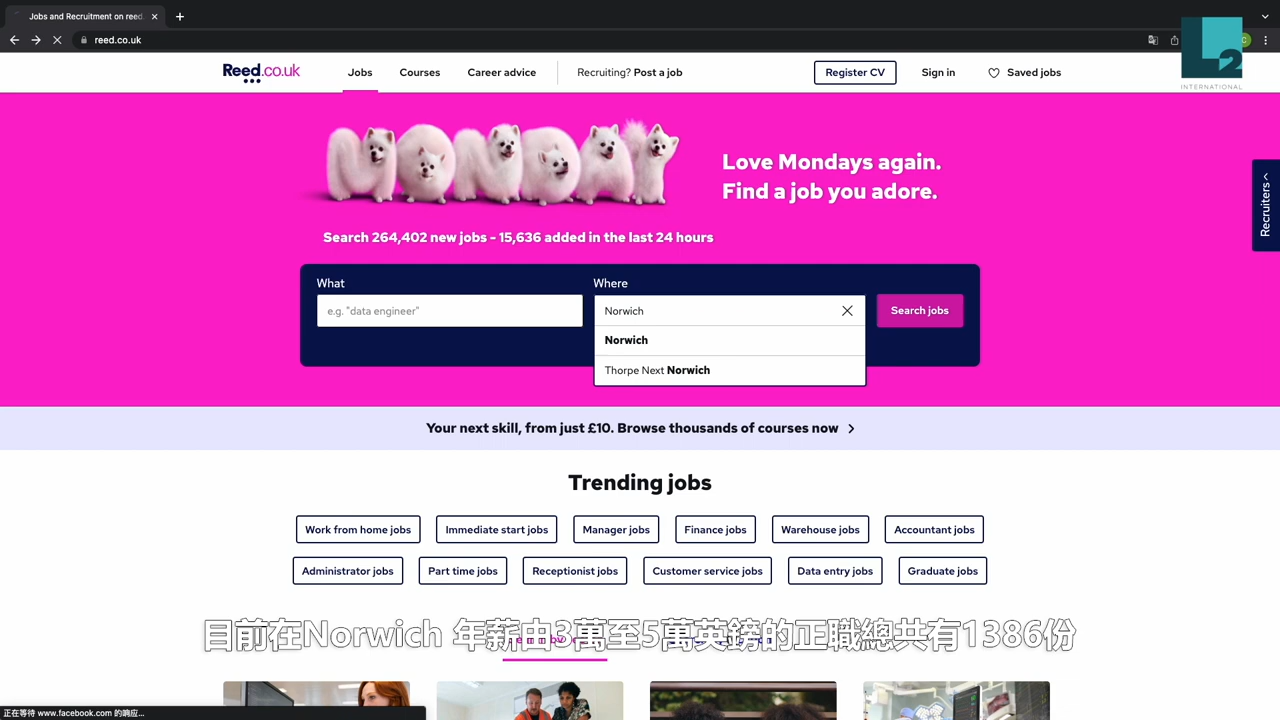 Jobs and Recruitment on reed.
reed.co.uk
L2
INTERNATIONAL
Reed.co.uk
Jobs
Courses
Career advice
Recruiting? Post a job
Register CV
Sign in
Saved jobs
MONDAY
Love Mondays again.
Find a job you adore.
Recruiters
Search 264,402 new jobs - 15,636 added in the last 24 hours
What
Where
e.g. "data engineer"
Norwich
Search jobs
Norwich
Thorpe Next Norwich
Your next skill, from just £10. Browse thousands of courses now
Trending jobs
Work from home jobs
Immediate start jobs
Manager jobs
Finance jobs
Warehouse jobs
Accountant jobs
Administrator jobs
Part time jobs
Receptionist jobs
Customer service jobs
Data entry jobs
Graduate jobs
目前在Norwich 年薪由3萬至5萬英鎊的正職總共有1386份
正在等待 www.facebook.com 的响应...